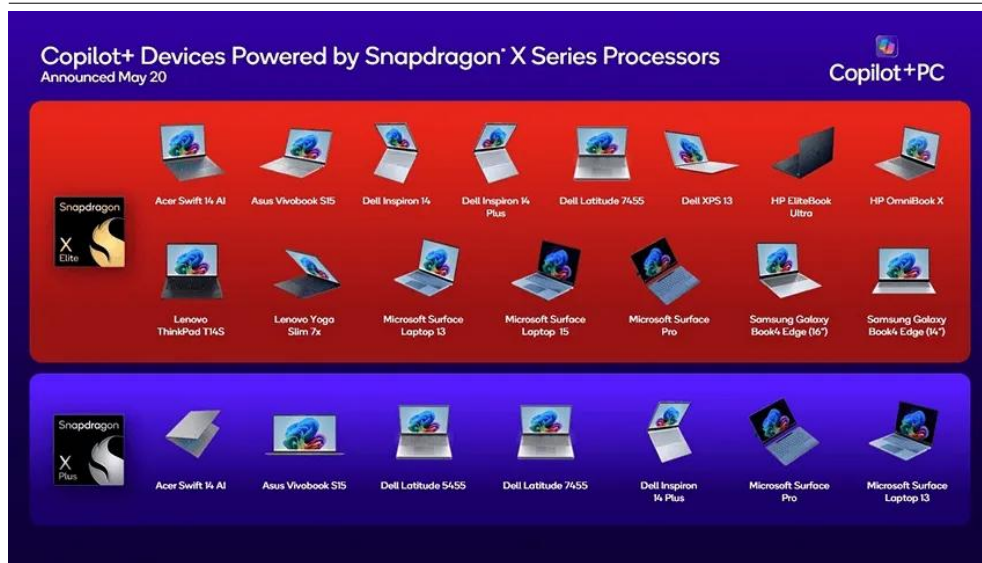 Copilot+ Devices Powered by Snapdragon® X Series Processors
Announced May 20
Copilot+PC
Snapdragon
X
Elite
Acer Swift 14 AI
Asus Vivobook S15
Dell Inspiron 14
Dell Inspiron 14
Plus
Dell Latitude 7455
Dell XPS 13
HP EliteBook
Ultra
HP OmniBook X
Lenovo
ThinkPad T14S
Lenovo Yoga
Slim 7x
Microsoft Surface
Laptop 13
Microsoft Surface
Laptop 15
Microsoft Surface
Pro
Samsung Galaxy
Book4 Edge (16")
Samsung Galaxy
Book4 Edge (14")
Snapdragon
X
Plus
Acer Swift 14 AI
Asus Vivobook S15
Dell Latitude 5455
Dell Latitude 7455
Dell Inspiron
14 Plus
Microsoft Surface
Pro
Microsoft Surface
Laptop 13